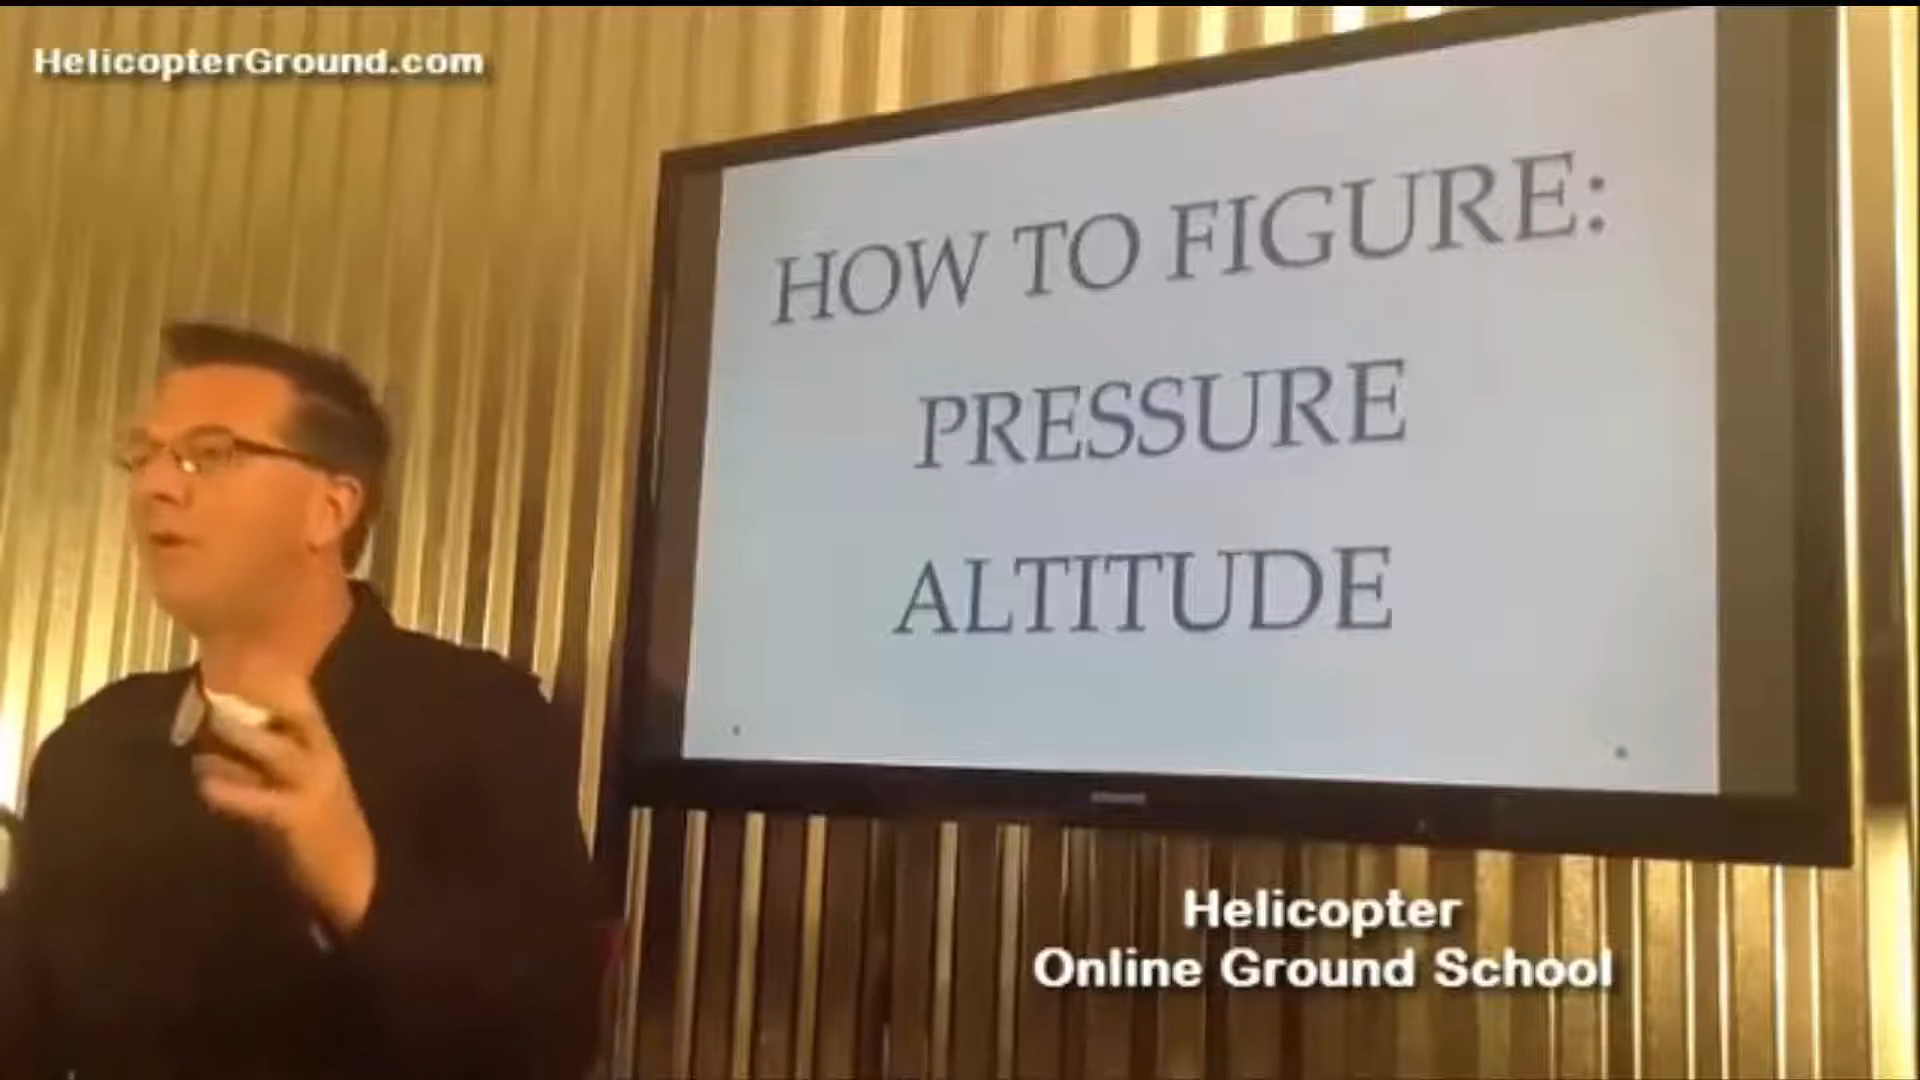 HelicopterGround.com
HOW TO FIGURE:
PRESSURE
ALTITUDE
Helicopter
Online Ground School